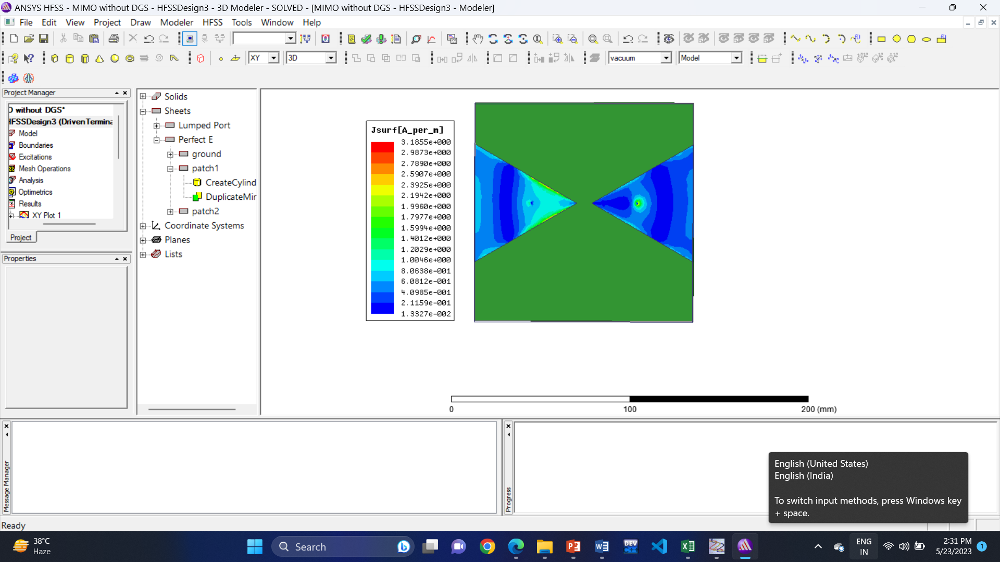 ANSYS HFSS - MIMO without DGS - HFSSDesign3 - 3D Modeler - SOLVED - [MIMO without DGS - HFSSDesign3 - Modeler]
File Edit View Project Draw Modeler HFSS Tools Window Help
XY 3D vacuum Model
Project Manager
O without DGS*
HFSSDesign3 (DrivenTermina
Model
Boundaries
Excitations
Mesh Operations
Analysis
Optimetrics
Results
XY Plot 1
Project
Properties
Solids
Sheets
Lumped Port
Perfect E
ground
patch1
CreateCylind
DuplicateMir
patch2
Coordinate Systems
Planes
Lists
Jsurf[A_per_m]
3.1855e+000
2.9873e+000
2.7890e+000
2.5907e+000
2.3925e+000
2.1942e+000
1.9960e+000
1.7977e+000
1.5994e+000
1.4012e+000
1.2029e+000
1.0046e+000
8.0638e-001
6.0812e-001
4.0985e-001
2.1159e-001
1.3327e-002
0 100 200 (mm)
Message Manager
Progress
English (United States)
English (India)
To switch input methods, press Windows key
+ space.
Ready
38°C
Haze
Search
DEV
ENG
IN
2:31 PM
5/23/2023
1